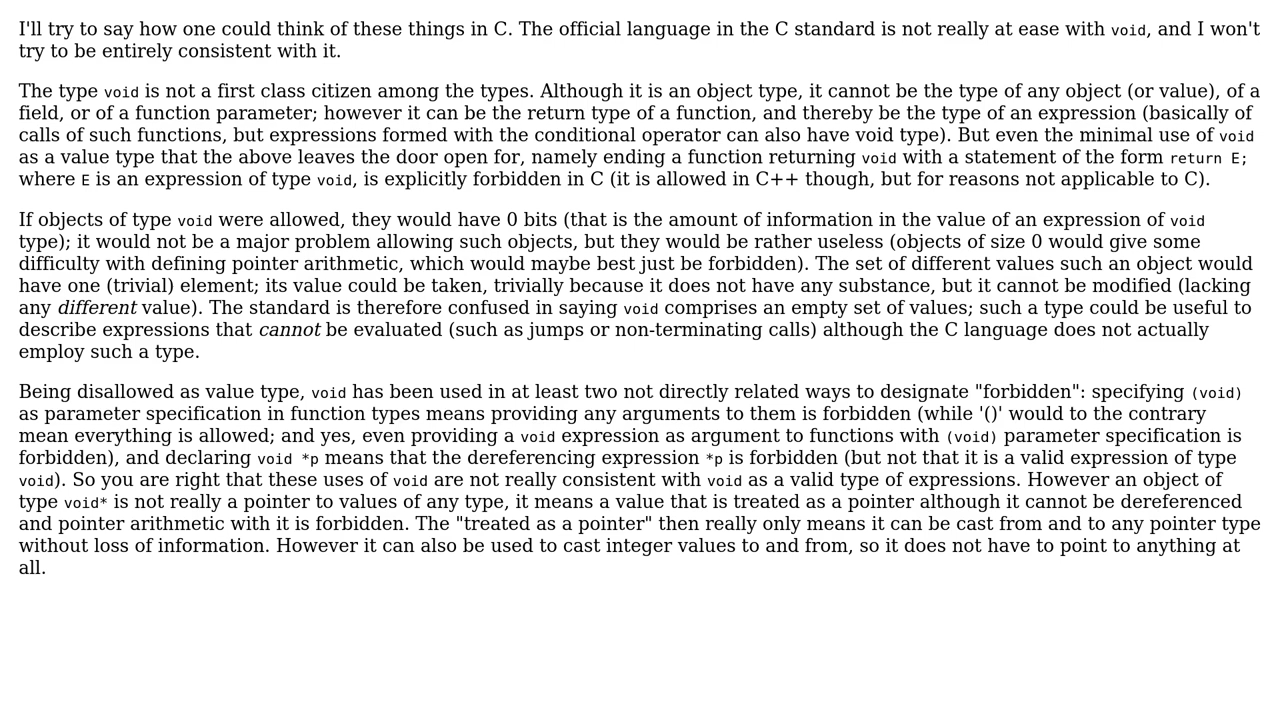 I'll try to say how one could think of these things in C. The official language in the C standard is not really at ease with void, and I won't
try to be entirely consistent with it.
The type void is not a first class citizen among the types. Although it is an object type, it cannot be the type of any object (or value), of a
field, or of a function parameter; however it can be the return type of a function, and thereby be the type of an expression (basically of
calls of such functions, but expressions formed with the conditional operator can also have void type). But even the minimal use of void
as a value type that the above leaves the door open for, namely ending a function returning void with a statement of the form return E;
where E is an expression of type void, is explicitly forbidden in C (it is allowed in C++ though, but for reasons not applicable to C).
If objects of type void were allowed, they would have 0 bits (that is the amount of information in the value of an expression of void
type); it would not be a major problem allowing such objects, but they would be rather useless (objects of size 0 would give some
difficulty with defining pointer arithmetic, which would maybe best just be forbidden). The set of different values such an object would
have one (trivial) element; its value could be taken, trivially because it does not have any substance, but it cannot be modified (lacking
any different value). The standard is therefore confused in saying void comprises an empty set of values; such a type could be useful to
describe expressions that cannot be evaluated (such as jumps or non-terminating calls) although the C language does not actually
employ such a type.
Being disallowed as value type, void has been used in at least two not directly related ways to designate "forbidden": specifying (void)
as parameter specification in function types means providing any arguments to them is forbidden (while '()' would to the contrary
mean everything is allowed; and yes, even providing a void expression as argument to functions with (void) parameter specification is
forbidden), and declaring void *p means that the dereferencing expression *p is forbidden (but not that it is a valid expression of type
void). So you are right that these uses of void are not really consistent with void as a valid type of expressions. However an object of
type void* is not really a pointer to values of any type, it means a value that is treated as a pointer although it cannot be dereferenced
and pointer arithmetic with it is forbidden. The "treated as a pointer" then really only means it can be cast from and to any pointer type
without loss of information. However it can also be used to cast integer values to and from, so it does not have to point to anything at
all.